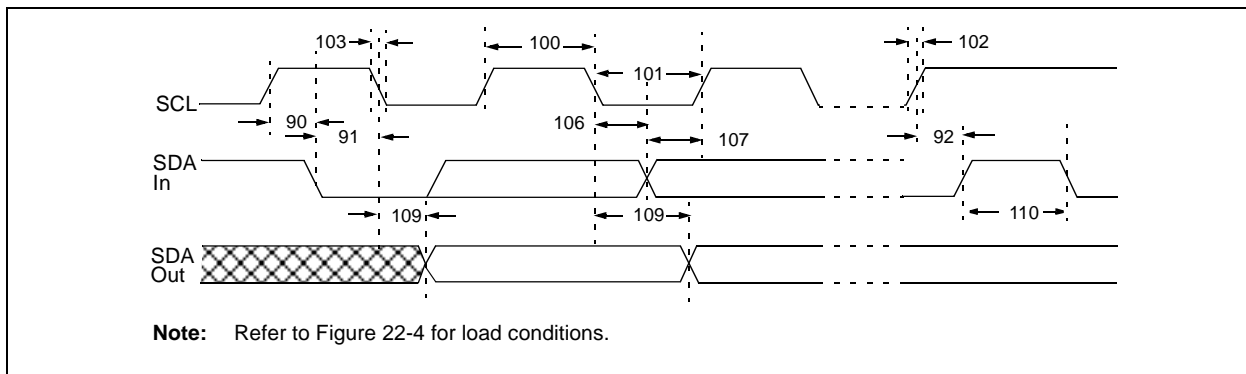 103
100
102
101
SCL
90
91
106
107
92
SDA
In
109
109
110
SDA
Out
Note: Refer to Figure 22-4 for load conditions.